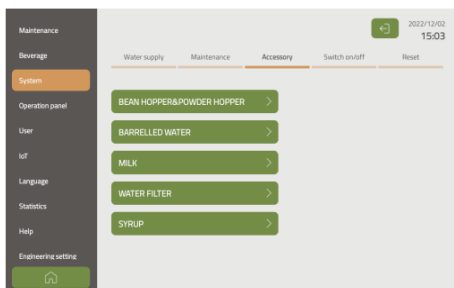 Maintenance
Beverage
System
Operation panel
User
IoT
Language
Statistics
Help
Engineering setting
2022/12/02
15:03
Water supply Maintenance Accessory Switch on/off Reset
BEAN HOPPER&POWDER HOPPER
BARRELLED WATER
MILK
WATER FILTER
SYRUP